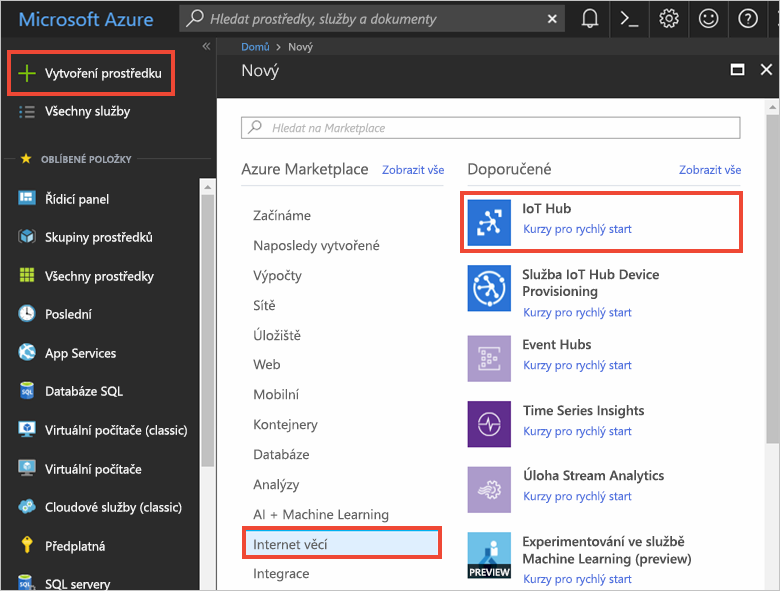 Microsoft Azure
Hledat prostředky, služby a dokumenty
Vytvoření prostředku
Všechny služby
OBLÍBENÉ POLOŽKY
Řídicí panel
Skupiny prostředků
Všechny prostředky
Poslední
App Services
Databáze SQL
Virtuální počítače (classic)
Virtuální počítače
Cloudové služby (classic)
Předplatná
SQL servery
Domů > Nový
Nový
Hledat na Marketplace
Azure Marketplace Zobrazit vše
Začínáme
Naposledy vytvořené
Výpočty
Sítě
Úložiště
Web
Mobilní
Kontejnery
Databáze
Analýzy
AI + Machine Learning
Internet věcí
Integrace
Doporučené Zobrazit vše
IoT Hub
Kurzy pro rychlý start
Služba IoT Hub Device
Provisioning
Kurzy pro rychlý start
Event Hubs
Kurzy pro rychlý start
Time Series Insights
Kurzy pro rychlý start
Úloha Stream Analytics
Kurzy pro rychlý start
PREVIEW
Experimentování ve službě
Machine Learning (preview)
Kurzy pro rychlý start